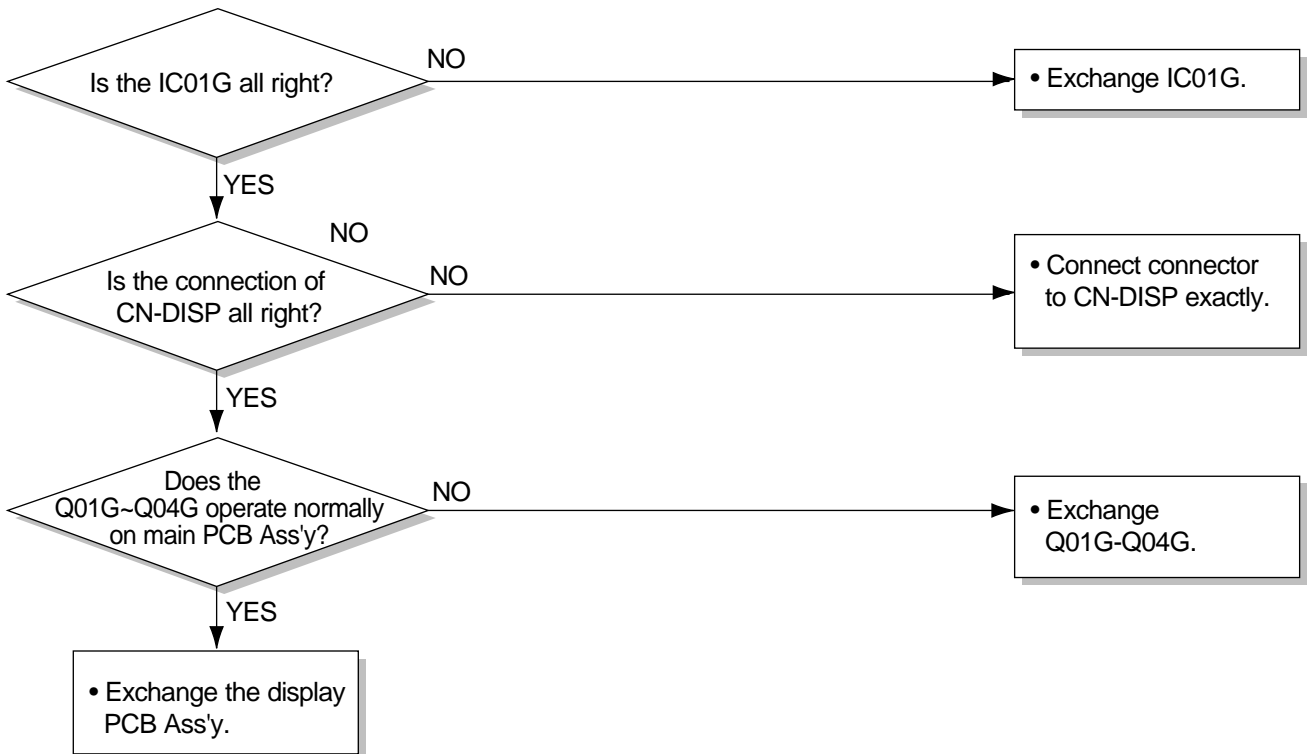 Is the IC01G all right?
NO
• Exchange IC01G.
YES
NO
Is the connection of
CN-DISP all right?
NO
• Connect connector
to CN-DISP exactly.
YES
Does the
Q01G~Q04G operate normally
on main PCB Ass'y?
NO
• Exchange
Q01G-Q04G.
YES
• Exchange the display
PCB Ass'y.